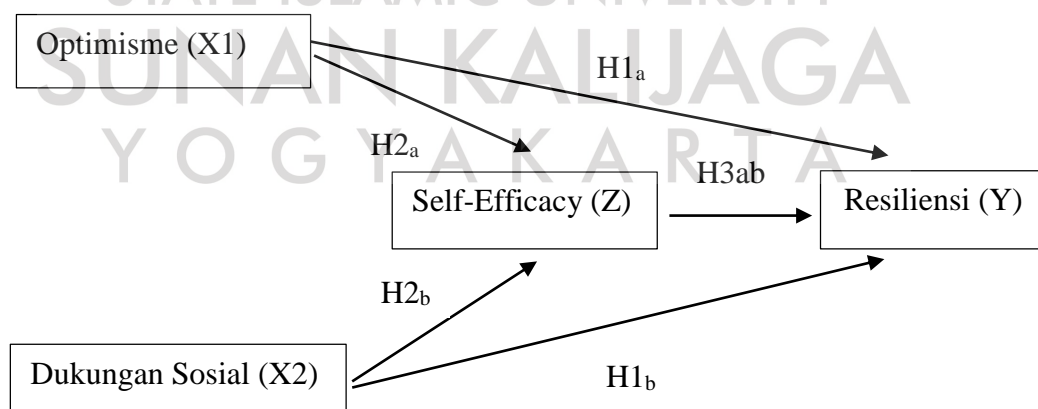 STATE ISLAMIC UNIVERSITY
Optimisme (X1)
SUNAN KALIJAGA
H1a
YOGYAKARTA
H2a
H3ab
Self-Efficacy (Z)
Resiliensi (Y)
H2b
Dukungan Sosial (X2)
H1b